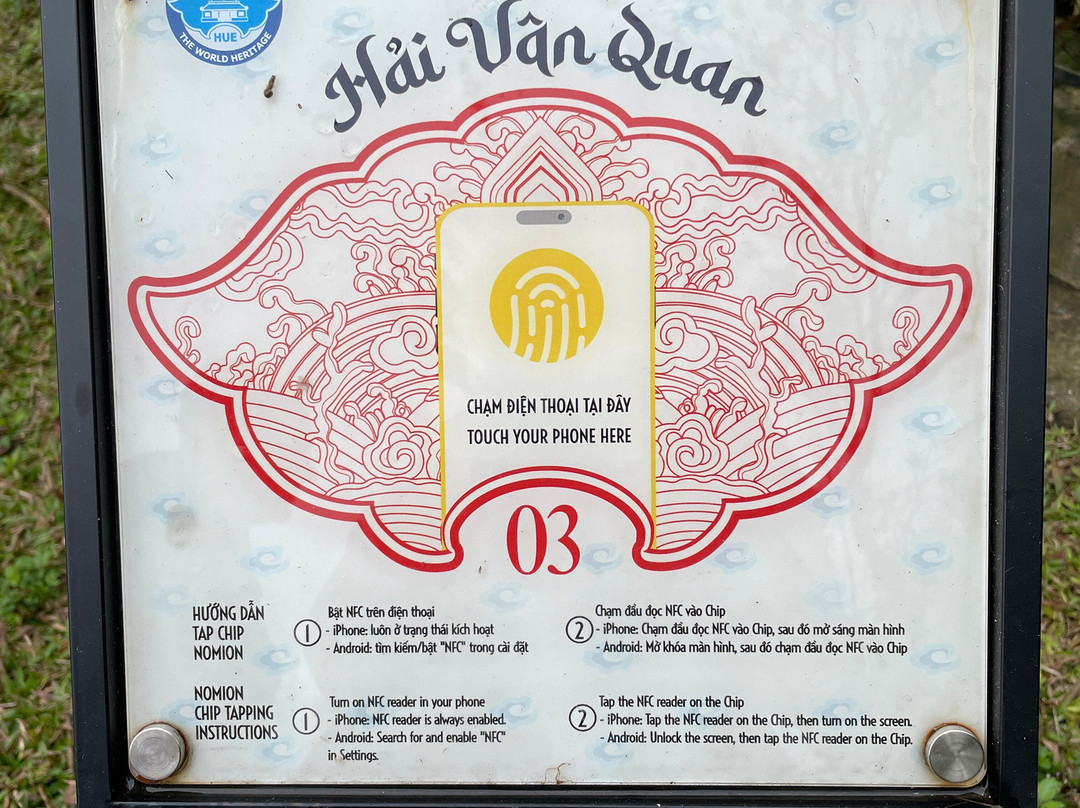 HUE
THE WORLD HERITAGE
Hải Vân Quan
CHẠM ĐIỆN THOẠI TẠI ĐÂY
TOUCH YOUR PHONE HERE
03
HƯỚNG DẪN
TAP CHIP
NOMION
1
Bật NFC trên điện thoại
- iPhone: luôn ở trạng thái kích hoạt
- Android: tìm kiếm/bật "NFC" trong cài đặt
2
Chạm đầu đọc NFC vào Chip
- iPhone: Chạm đầu đọc NFC vào Chip, sau đó mở sáng màn hình
- Android: Mở khóa màn hình, sau đó chạm đầu đọc NFC vào Chip
NOMION
CHIP TAPPING
INSTRUCTIONS
1
Turn on NFC reader in your phone
- iPhone: NFC reader is always enabled.
- Android: Search for and enable "NFC"
in Settings.
2
Tap the NFC reader on the Chip
- iPhone: Tap the NFC reader on the Chip, then turn on the screen.
- Android: Unlock the screen, then tap the NFC reader on the Chip.